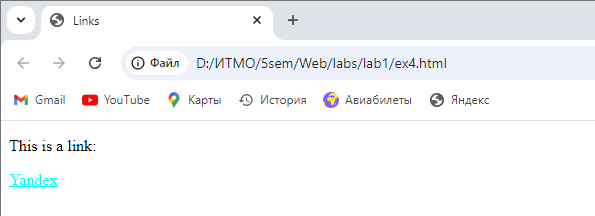 Links
Файл D:/ИТМО/5sem/Web/labs/lab1/ex4.html
Gmail YouTube Карты История Авиабилеты Яндекс
This is a link:
Yandex